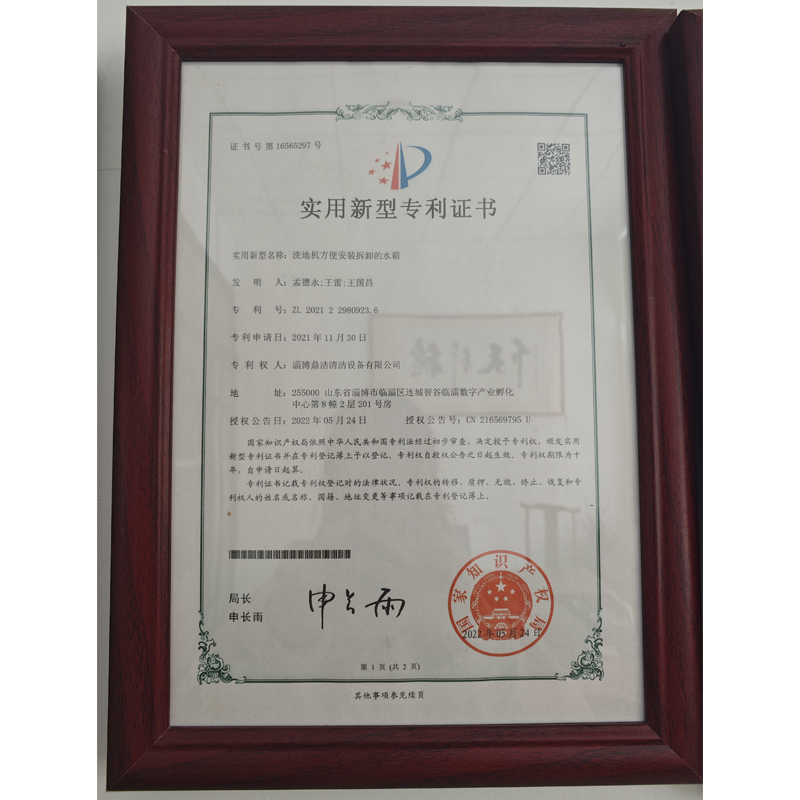 证书号第16565297号
实用新型专利证书
实用新型名称：洗地机方便安装拆卸的水箱
发明人：孟德永;王雷;王国昌
专利号：ZL 2021 2 2980923.6
专利申请日：2021年11月30日
专利权人：淄博鼎洁清洁设备有限公司
地址：255000 山东省淄博市临淄区连城智谷临淄数字产业孵化
中心第8幢2层201号房
授权公告日：2022年05月24日 授权公告号：CN 216569795 U
国家知识产权局依照中华人民共和国专利法经过初步审查，决定授予专利权，颁发实用
新型专利证书并在专利登记簿上予以登记。专利权自授权公告之日起生效。专利权期限为十
年，自申请日起算。
专利证书记载专利权登记时的法律状况。专利权的转移、质押、无效、终止、恢复和专
利权人的姓名或名称、国籍、地址变更等事项记载在专利登记簿上。
局长
申长雨
申长雨
国家知识产权局
2022年05月24日
第1页(共2页)
其他事项参见续页